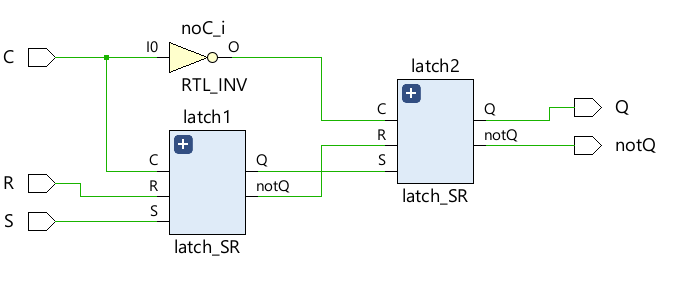 noC_i
C
I0
O
RTL_INV
latch2
C
Q
R
notQ
S
latch_SR
Q
notQ
latch1
C
Q
R
R
notQ
S
S
latch_SR